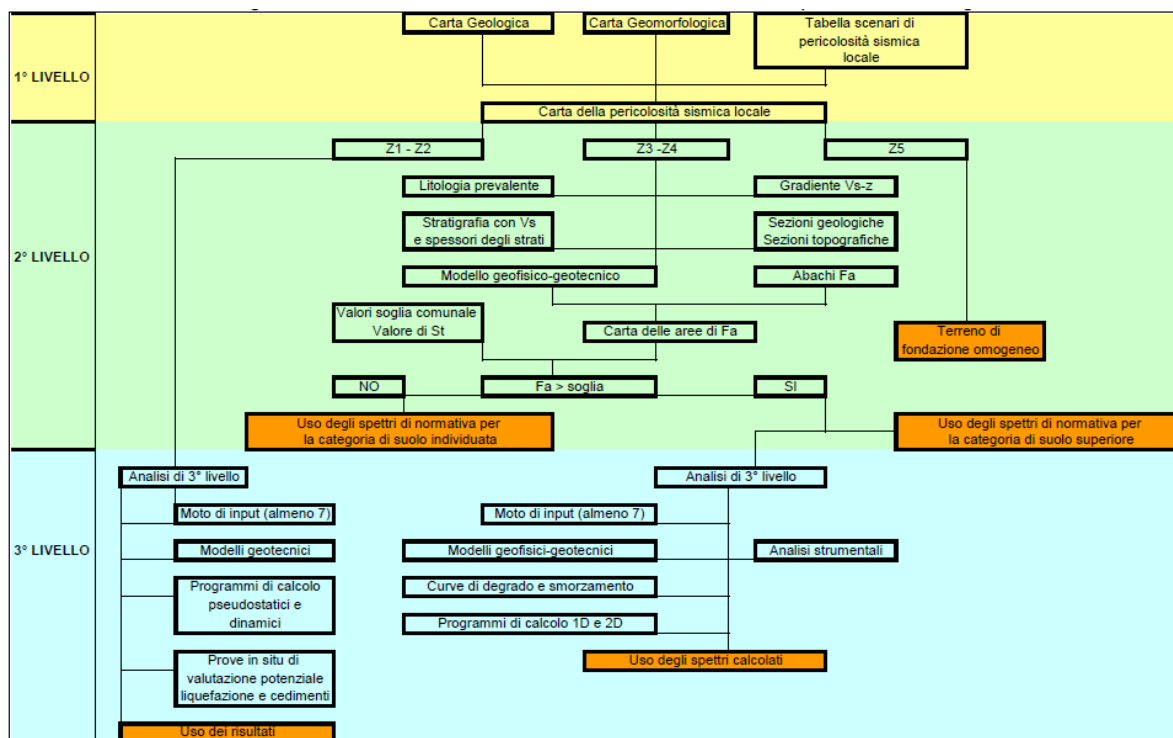 Carta Geologica
Carta Geomorfologica
Tabella scenari di
pericolosità sismica
locale
1° LIVELLO
Carta della pericolosità sismica locale
Z1 - Z2
Z3 -Z4
Z5
Litologia prevalente
Gradiente Vs-z
Stratigrafia con Vs
e spessori degli strati
Sezioni geologiche
Sezioni topografiche
2° LIVELLO
Modello geofisico-geotecnico
Abachi Fa
Valori soglia comunale
Valore di St
Carta delle aree di Fa
Terreno di
fondazione omogeneo
NO
Fa > soglia
SI
Uso degli spettri di normativa per
la categoria di suolo individuata
Uso degli spettri di normativa per
la categoria di suolo superiore
Analisi di 3° livello
Analisi di 3° livello
Moto di input (almeno 7)
Moto di input (almeno 7)
3° LIVELLO
Modelli geotecnici
Modelli geofisici-geotecnici
Analisi strumentali
Programmi di calcolo
pseudostatici e
dinamici
Curve di degrado e smorzamento
Programmi di calcolo 1D e 2D
Prove in situ di
valutazione potenziale
liquefazione e cedimenti
Uso degli spettri calcolati
Uso dei risultati